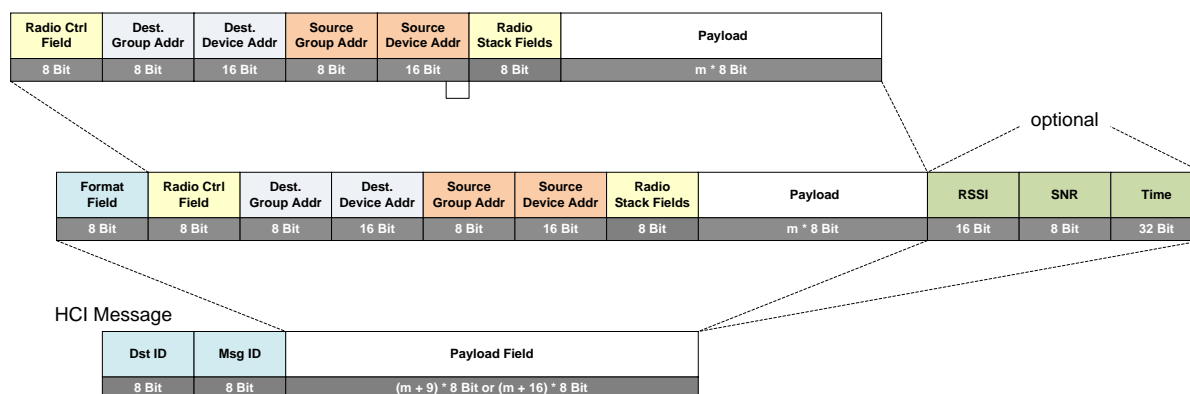 Radio Ctrl Field
Dest. Group Addr
Dest. Device Addr
Source Group Addr
Source Device Addr
Radio Stack Fields
Payload
8 Bit
8 Bit
16 Bit
8 Bit
16 Bit
8 Bit
m * 8 Bit
optional
Format Field
Radio Ctrl Field
Dest. Group Addr
Dest. Device Addr
Source Group Addr
Source Device Addr
Radio Stack Fields
Payload
RSSI
SNR
Time
8 Bit
8 Bit
8 Bit
16 Bit
8 Bit
16 Bit
8 Bit
m * 8 Bit
16 Bit
8 Bit
32 Bit
HCI Message
Dst ID
Msg ID
Payload Field
8 Bit
8 Bit
(m + 9) * 8 Bit or (m + 16) * 8 Bit